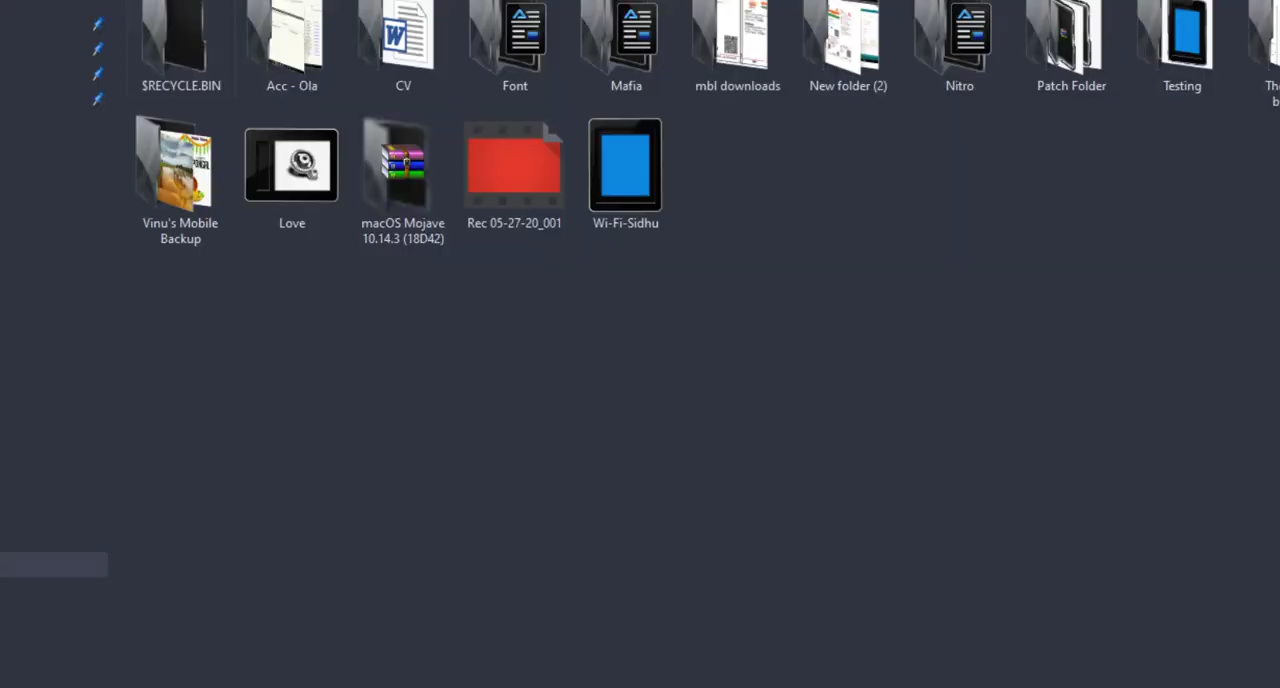 $RECYCLE.BIN
Acc - Ola
CV
Font
Mafia
mbl downloads
New folder (2)
Nitro
Patch Folder
Testing
Vinu's Mobile
Backup
Love
macOS Mojave
10.14.3 (18D42)
Rec 05-27-20_001
Wi-Fi-Sidhu